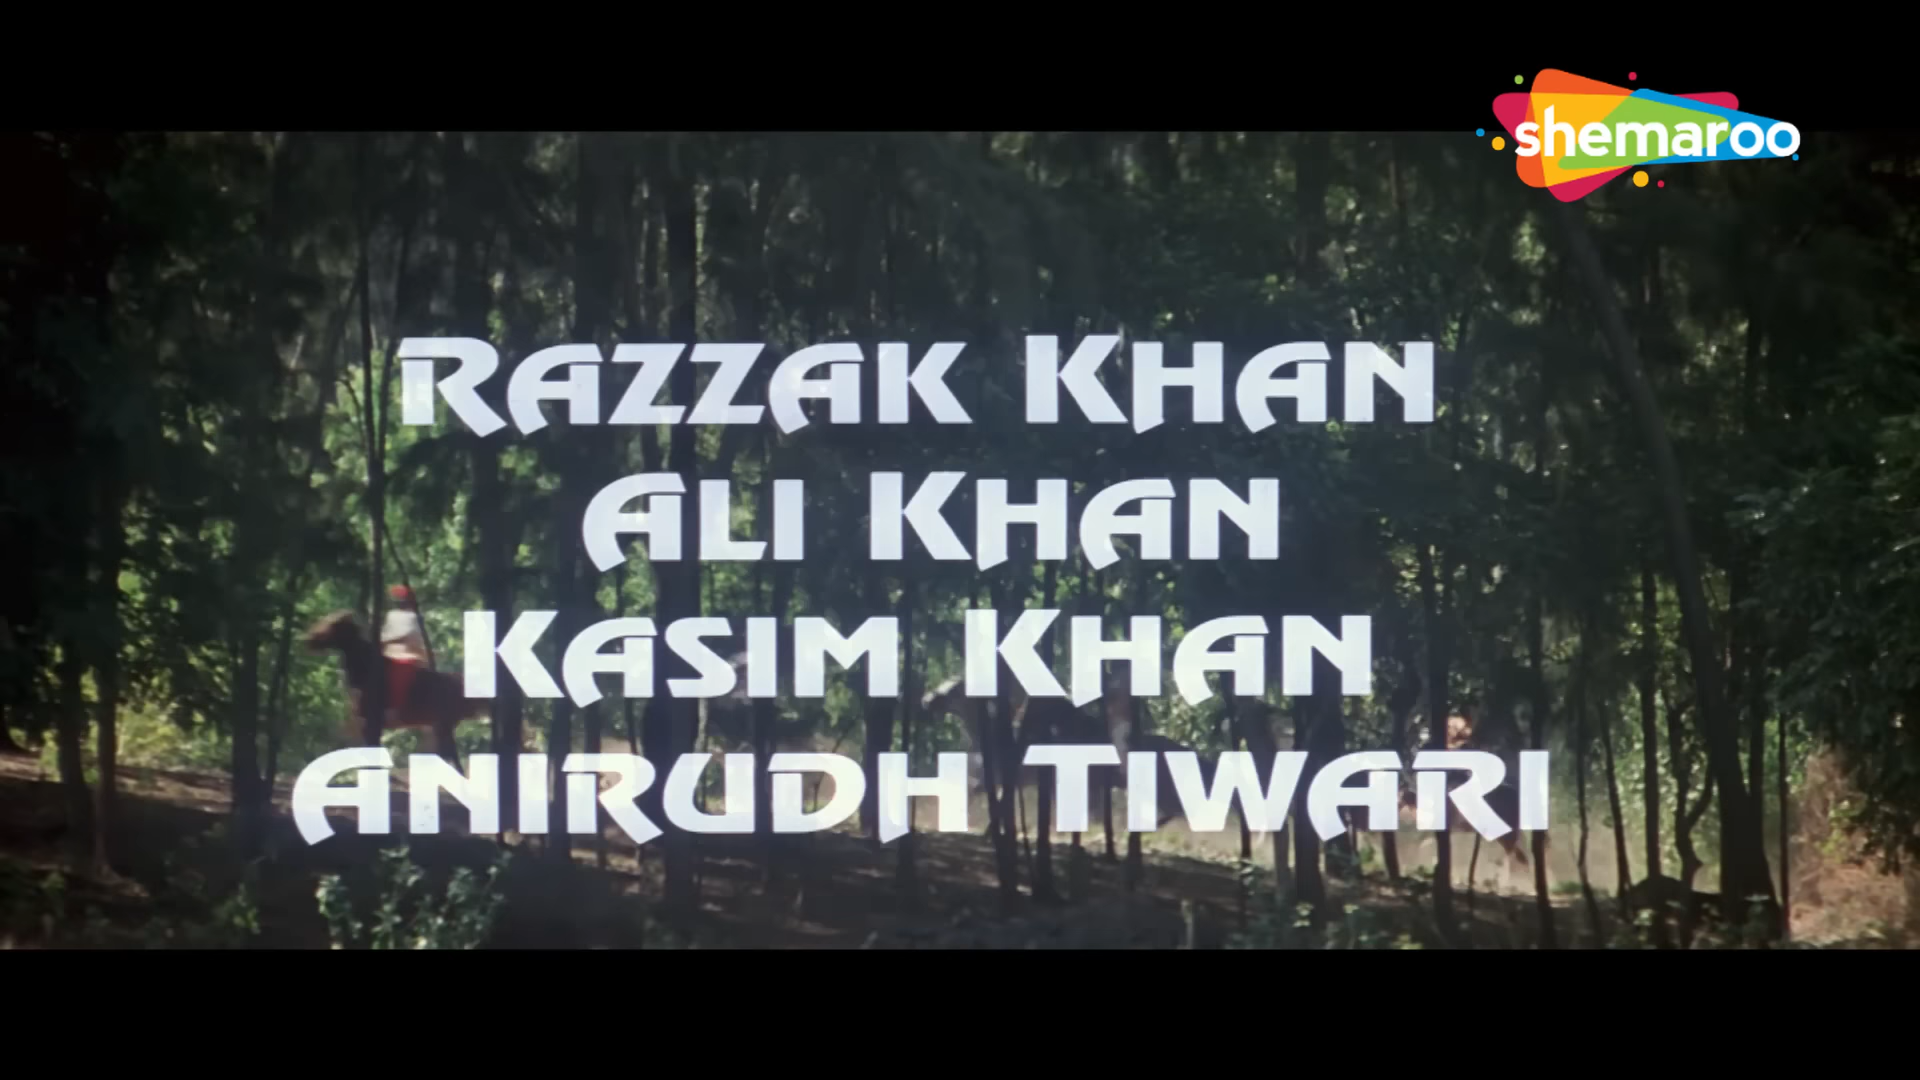 shemaroo
RAZZAK KHAN
ALI KHAN
KASIM KHAN
ANIRUDH TIWARI